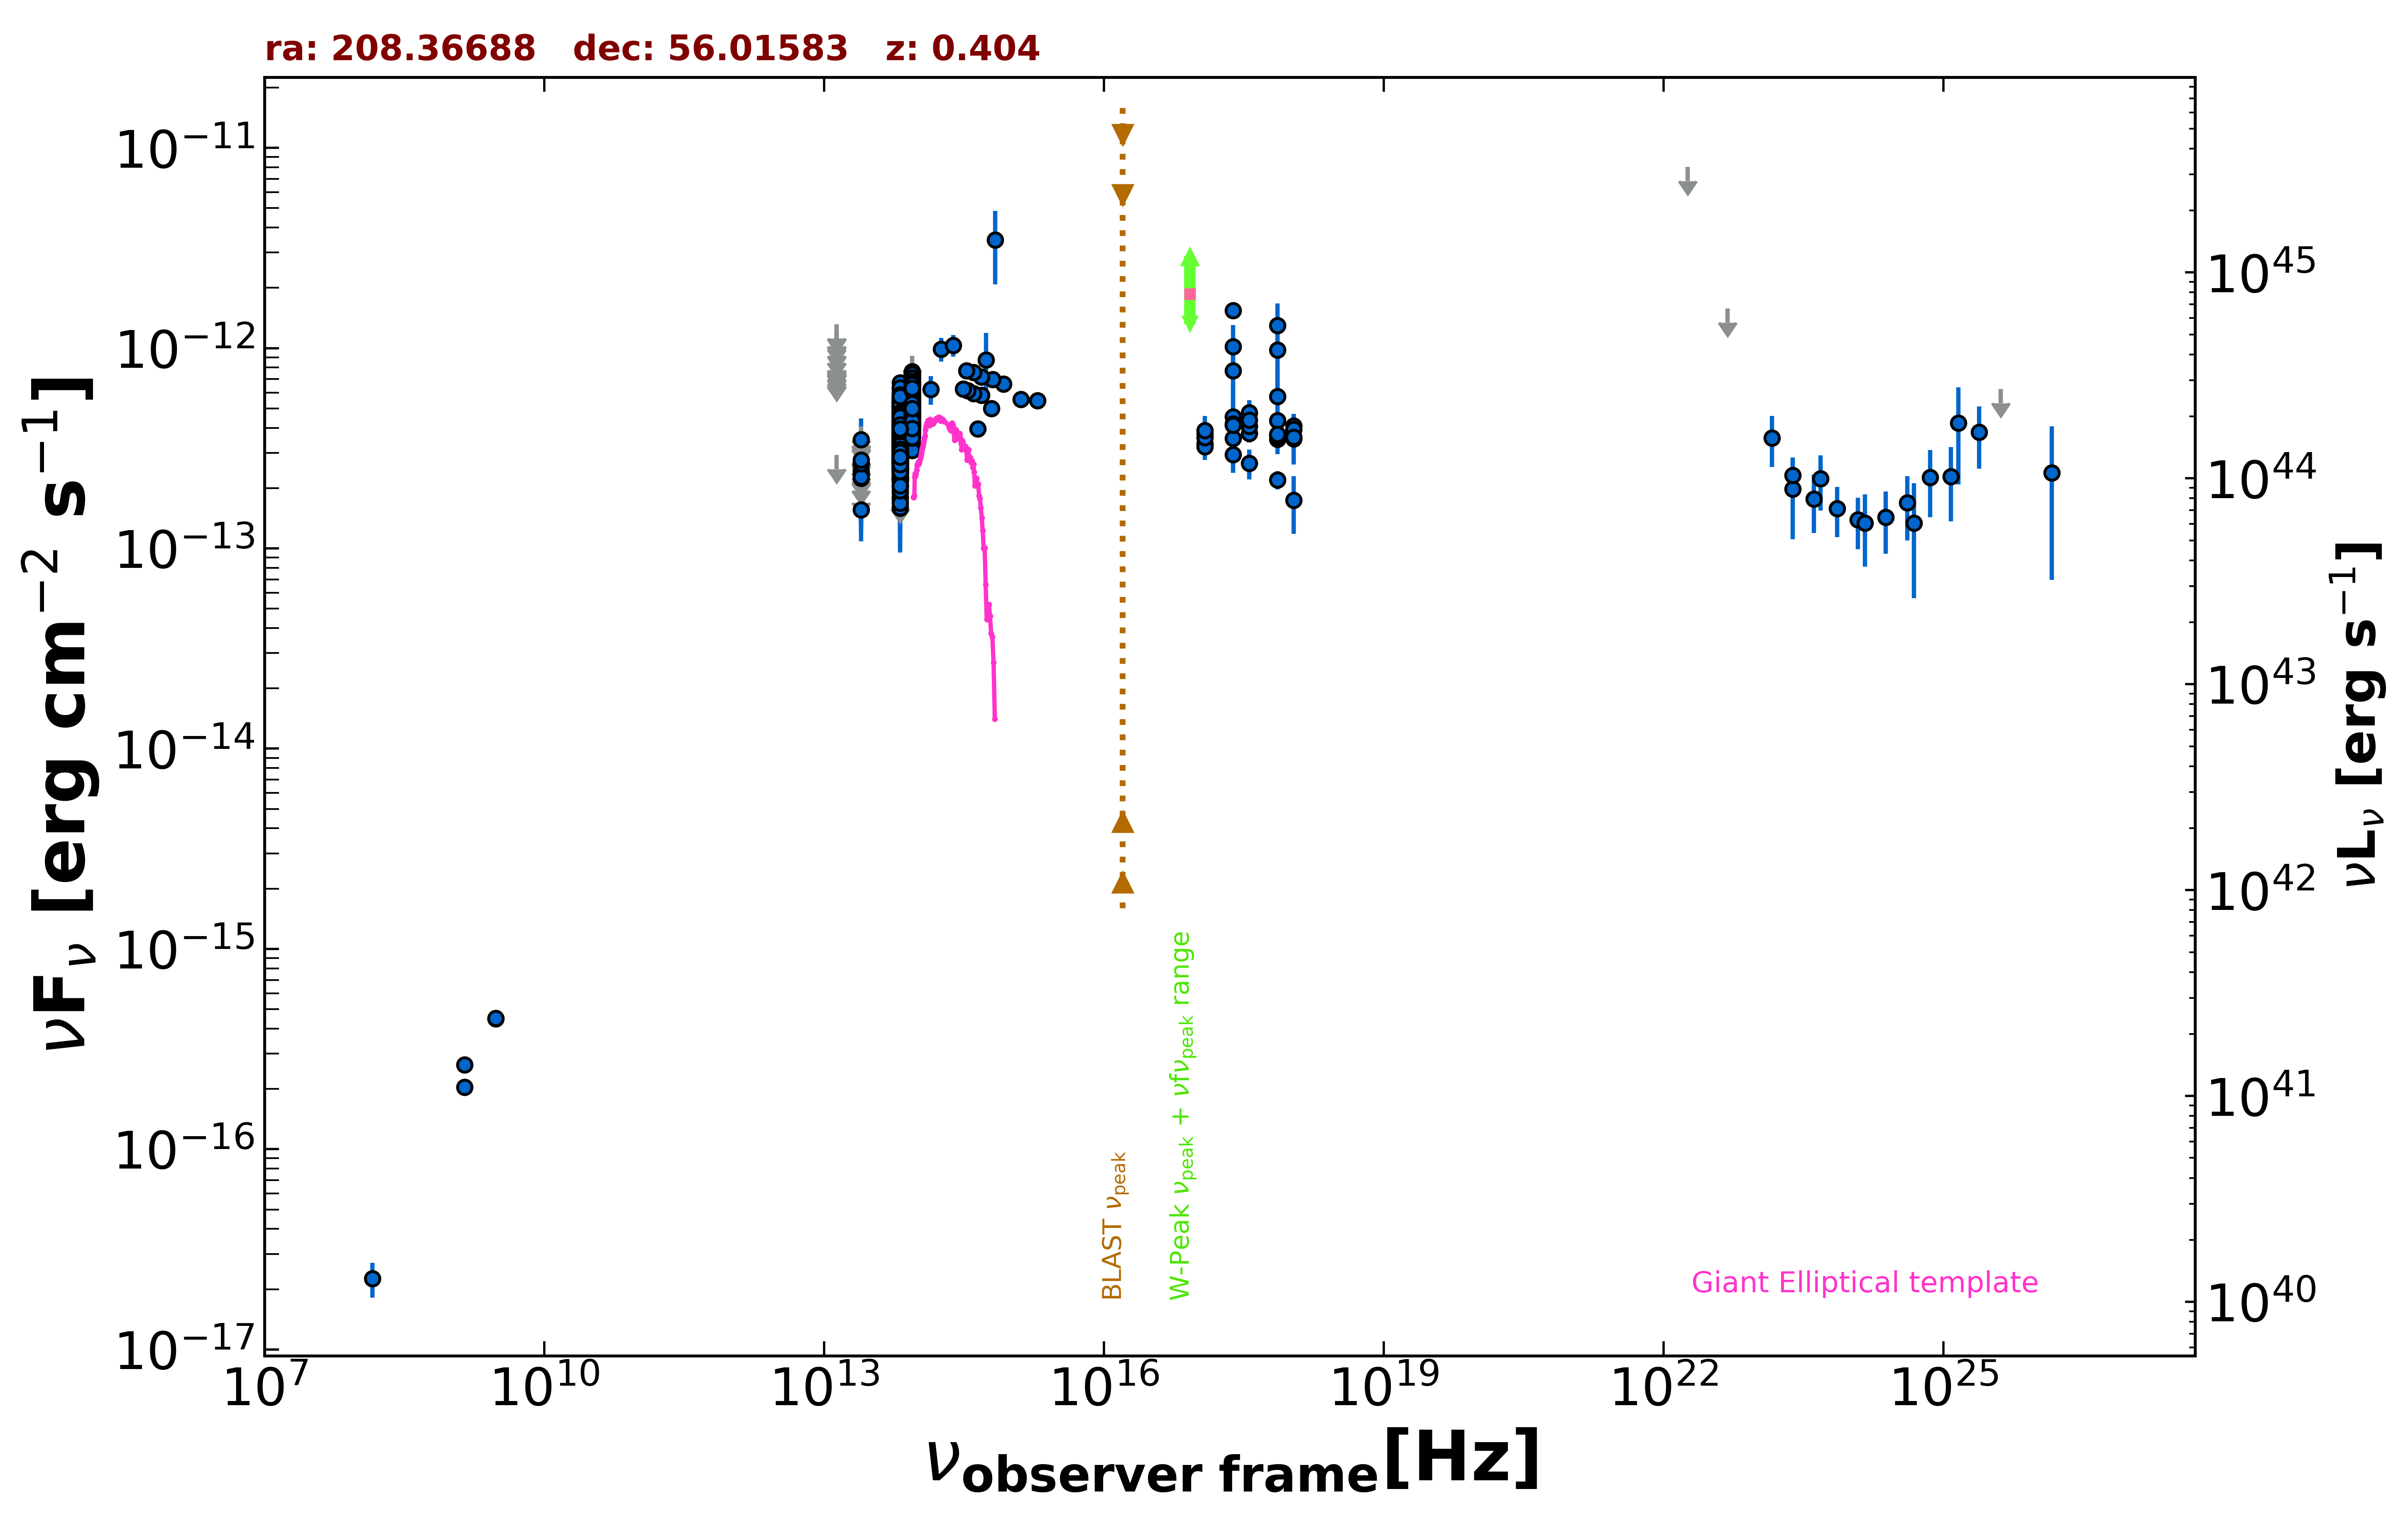 ra: 208.36688 dec: 56.01583 z: 0.404
νF_ν [erg cm^−2 s^−1]
10^−11
10^−12
10^−13
10^−14
10^−15
10^−16
10^−17
10^7
10^10
10^13
10^16
10^19
10^22
10^25
ν_observer frame[Hz]
BLAST ν_peak
W-Peak ν_peak + νfν_peak range
Giant Elliptical template
10^45
10^44
10^43
10^42
10^41
10^40
νL_ν [erg s^−1]